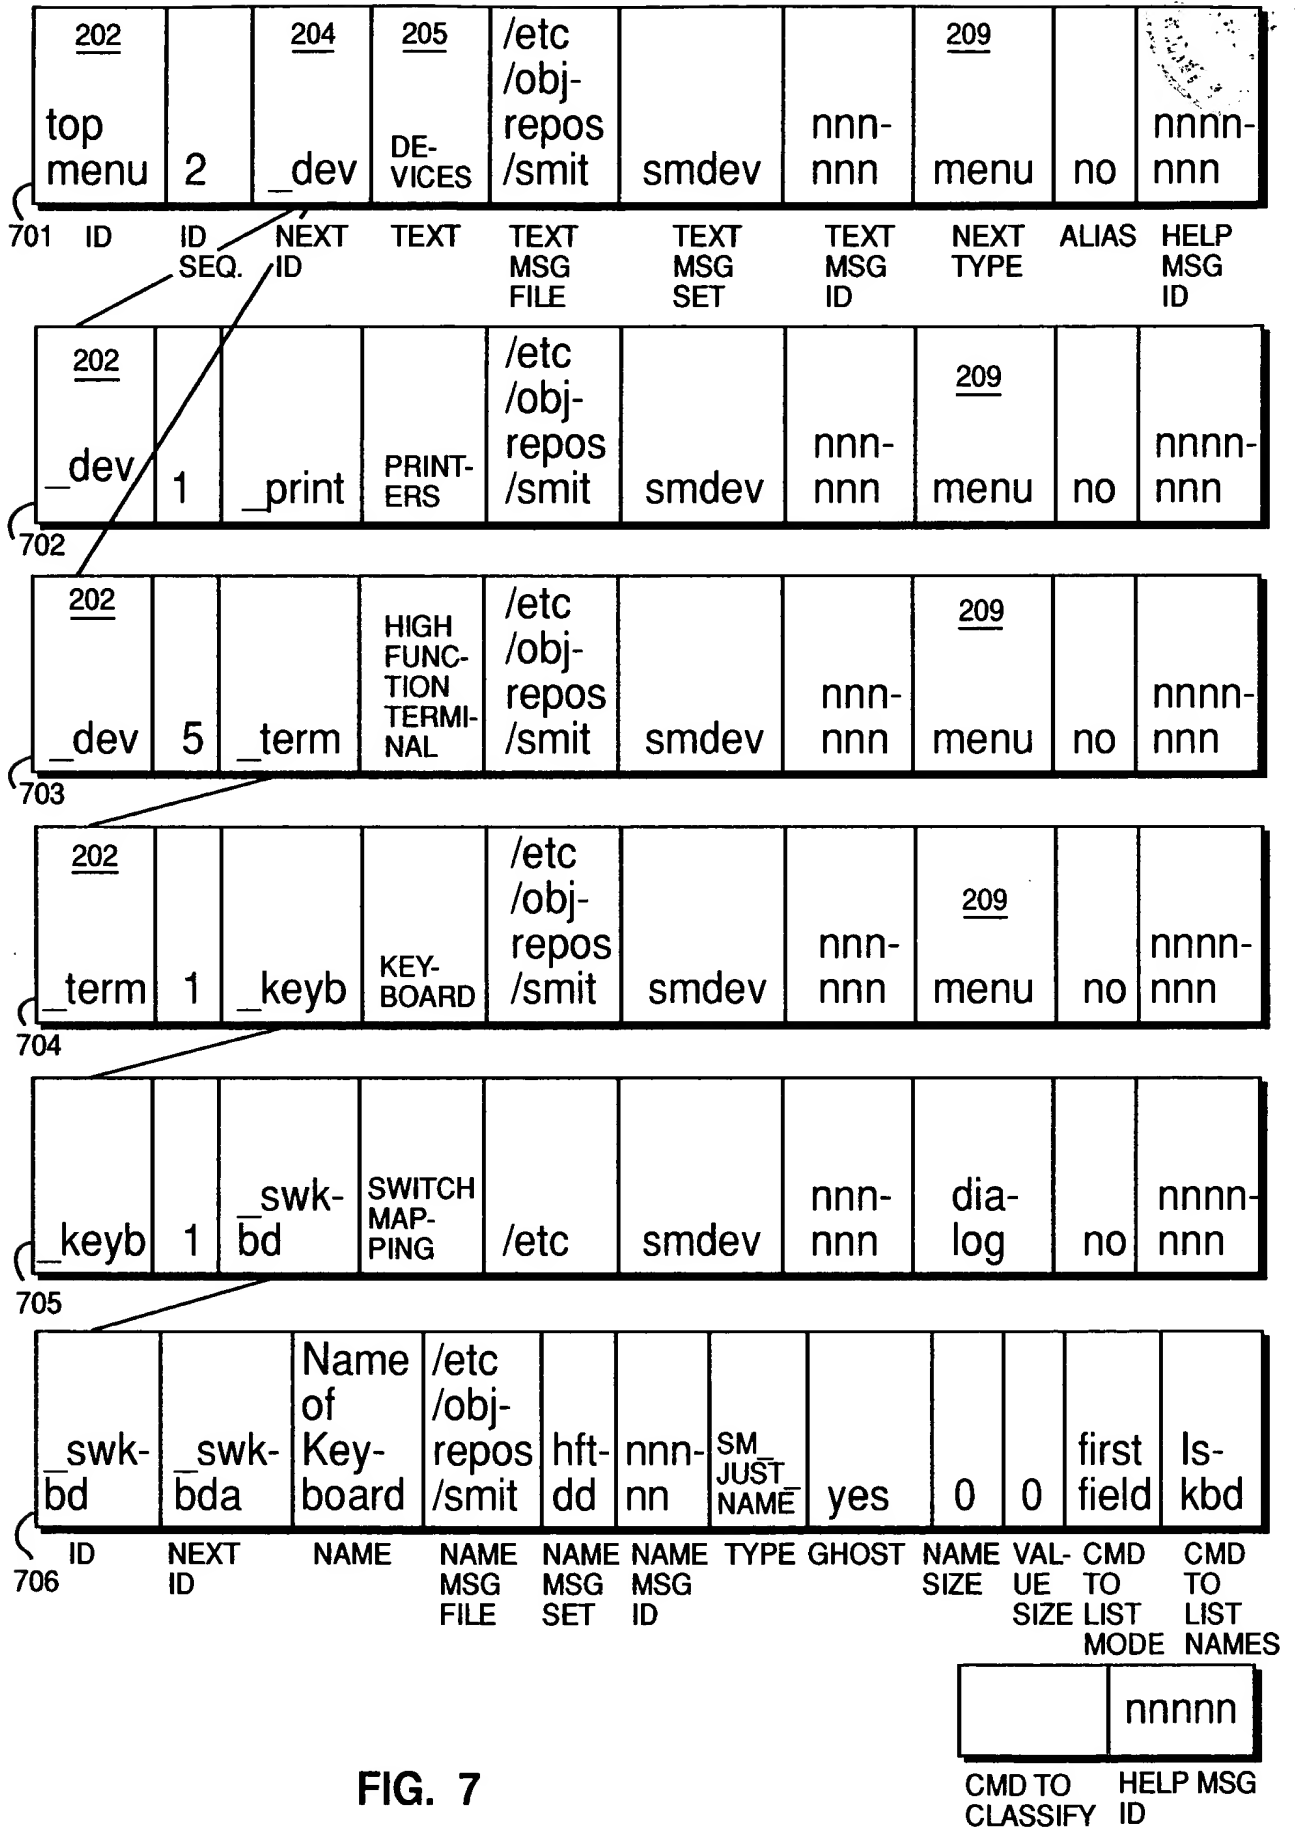 202 204 205 /etc 209
/obj-
top DE- repos nnn- nnnn-
menu 2 _dev VICES /smit smdev nnn menu no nnn
701 ID ID NEXT TEXT TEXT TEXT TEXT NEXT ALIAS HELP
SEQ. ID MSG MSG MSG TYPE MSG
FILE SET ID ID
202 /etc 209
/obj-
_dev PRINT- repos nnn- nnnn-
1 _print ERS /smit smdev nnn menu no nnn
702
202 /etc 209
HIGH
FUNC- /obj-
TION repos nnn- nnnn-
TERMI-
_dev 5 _term NAL /smit smdev nnn menu no nnn
703
202 /etc
/obj- 209
KEY- repos nnn- nnnn-
_term 1 _keyb BOARD /smit smdev nnn menu no nnn
704
_swk- SWITCH nnn- dia- nnnn-
MAP-
_keyb 1 bd PING /etc smdev nnn log no nnn
705
Name /etc
of /obj-
_swk- _swk- Key- repos hft- nnn- SM_ first ls-
JUST_
bd bda board /smit dd nn NAME yes 0 0 field kbd
706 ID NEXT NAME NAME NAME NAME TYPE GHOST NAME VAL- CMD CMD
ID MSG MSG MSG SIZE UE TO TO
FILE SET ID SIZE LIST LIST
MODE NAMES
nnnnn
CMD TO HELP MSG
CLASSIFY ID
FIG. 7